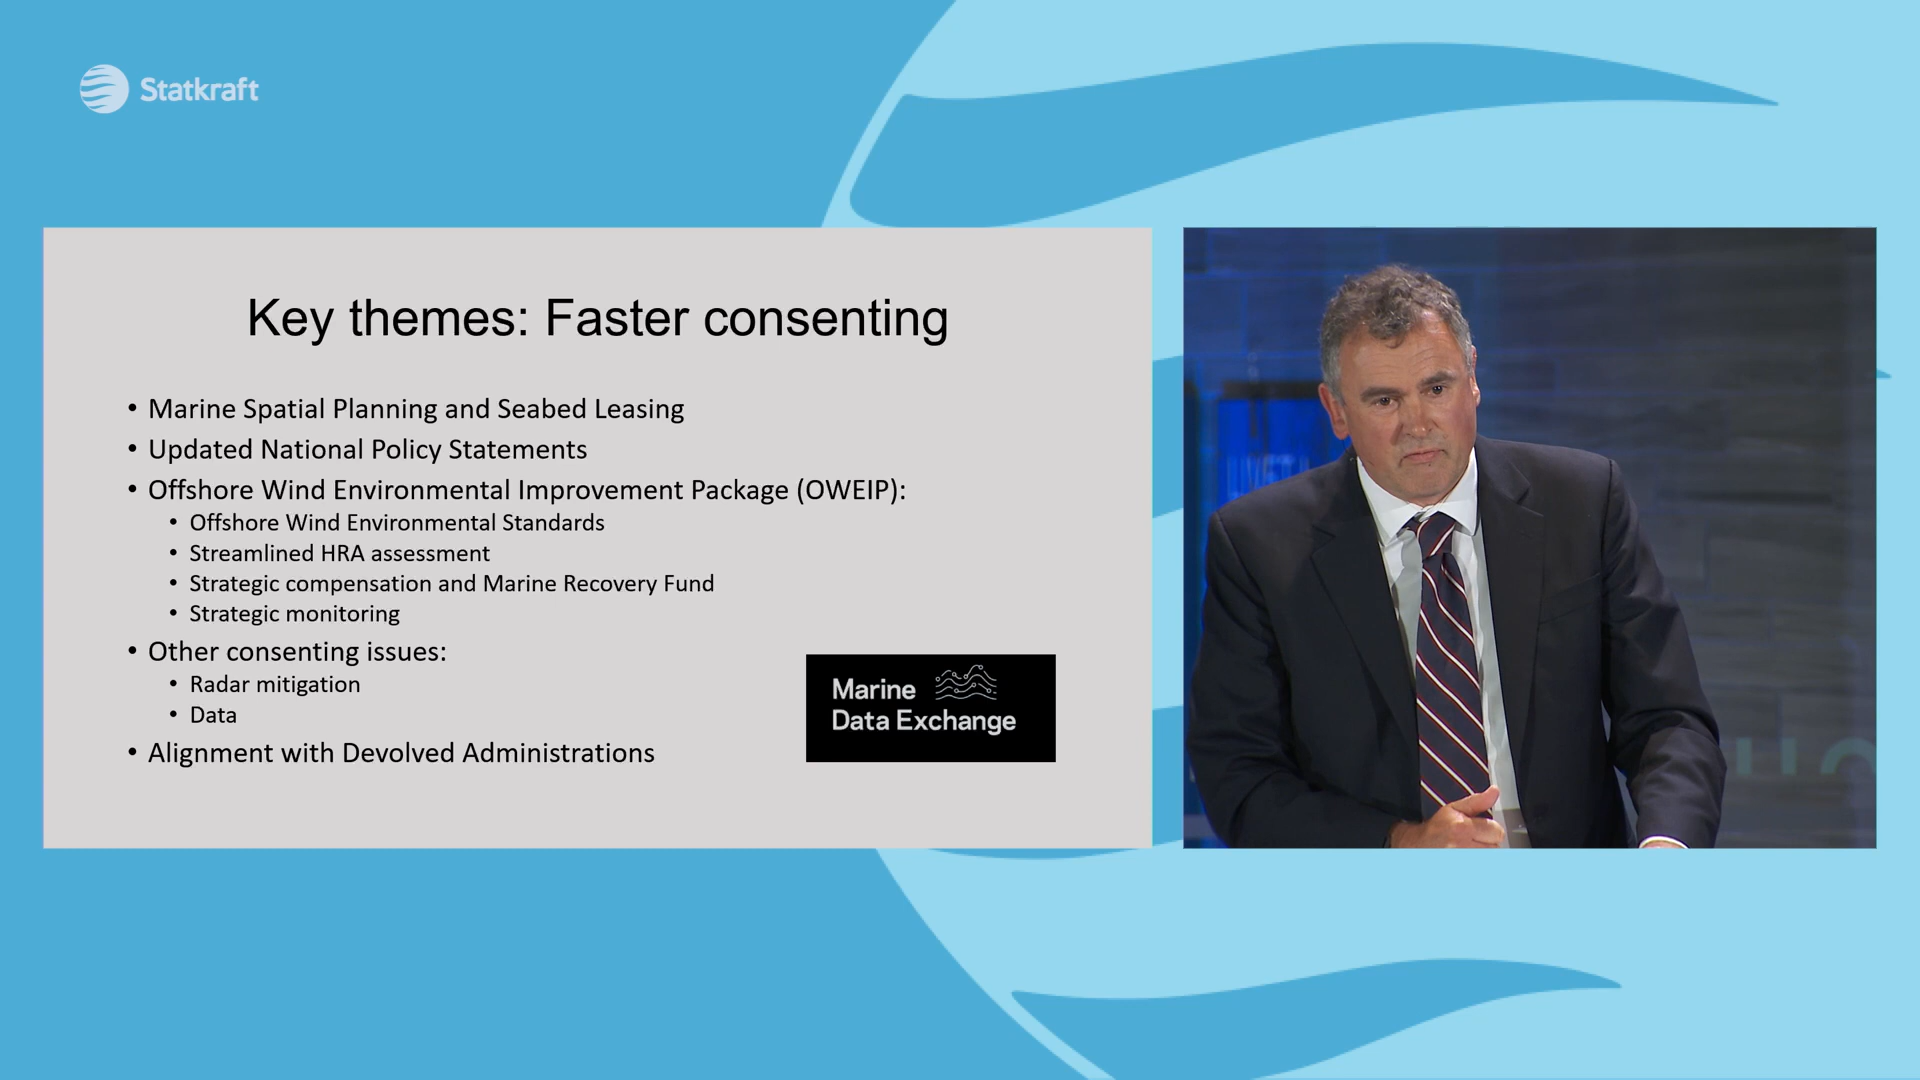 Statkraft
Key themes: Faster consenting
• Marine Spatial Planning and Seabed Leasing
• Updated National Policy Statements
• Offshore Wind Environmental Improvement Package (OWEIP):
• Offshore Wind Environmental Standards
• Streamlined HRA assessment
• Strategic compensation and Marine Recovery Fund
• Strategic monitoring
• Other consenting issues:
• Radar mitigation
• Data
• Alignment with Devolved Administrations
Marine
Data Exchange